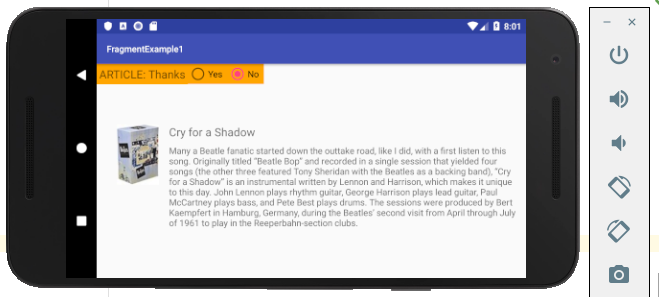 8:01
FragmentExample1
ARTICLE: Thanks Yes No
Cry for a Shadow
Many a Beatle fanatic started down the outtake road, like I did, with a first listen to this
song. Originally titled “Beatle Bop” and recorded in a single session that yielded four
songs (the other three featured Tony Sheridan with the Beatles as a backing band), “Cry
for a Shadow” is an instrumental written by Lennon and Harrison, which makes it unique
to this day. John Lennon plays rhythm guitar, George Harrison plays lead guitar, Paul
McCartney plays bass, and Pete Best plays drums. The sessions were produced by Bert
Kaempfert in Hamburg, Germany, during the Beatles’ second visit from April through July
of 1961 to play in the Reeperbahn-section clubs.